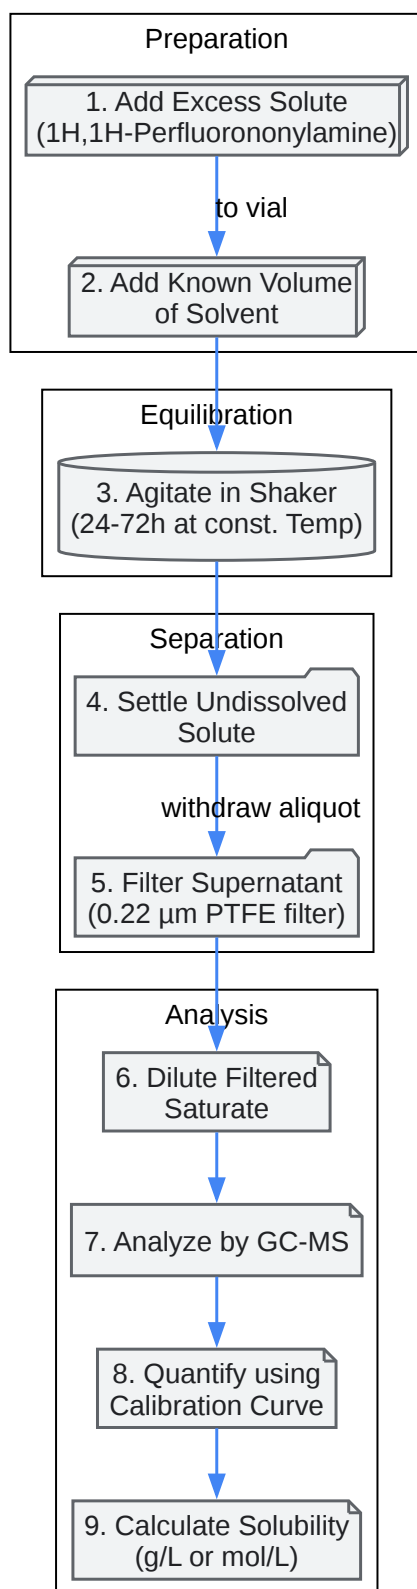 Preparation
1. Add Excess Solute
(1H,1H-Perfluorononylamine)
to vial
2. Add Known Volume
of Solvent
Equilibration
3. Agitate in Shaker
(24-72h at const. Temp)
Separation
4. Settle Undissolved
Solute
withdraw aliquot
5. Filter Supernatant
(0.22 µm PTFE filter)
Analysis
6. Dilute Filtered
Saturate
7. Analyze by GC-MS
8. Quantify using
Calibration Curve
9. Calculate Solubility
(g/L or mol/L)